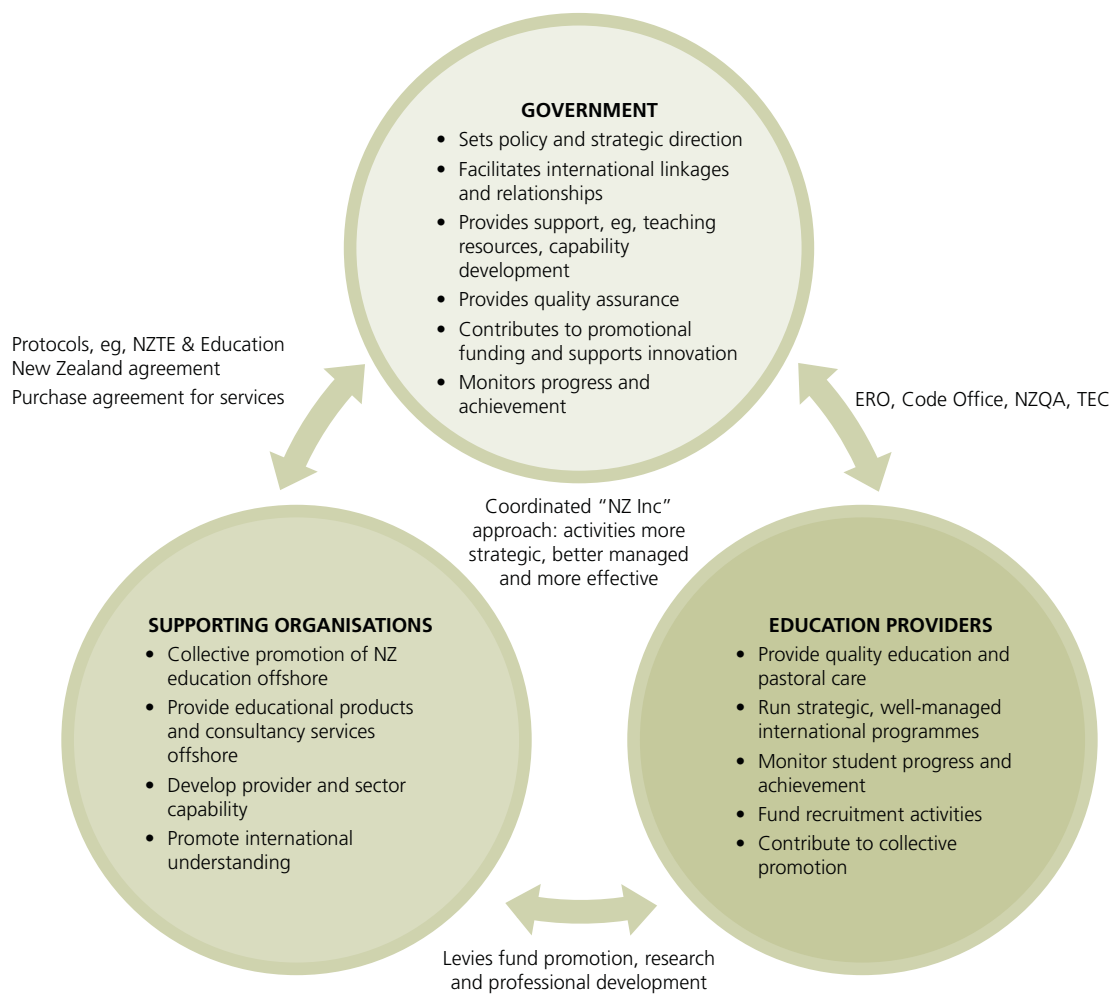 GOVERNMENT
• Sets policy and strategic direction
• Facilitates international linkages
and relationships
• Provides support, eg, teaching
resources, capability
development
• Provides quality assurance
• Contributes to promotional
funding and supports innovation
• Monitors progress and
achievement
Protocols, eg, NZTE & Education
New Zealand agreement
Purchase agreement for services
ERO, Code Office, NZQA, TEC
Coordinated “NZ Inc”
approach: activities more
strategic, better managed
and more effective
SUPPORTING ORGANISATIONS
• Collective promotion of NZ
education offshore
• Provide educational products
and consultancy services
offshore
• Develop provider and sector
capability
• Promote international
understanding
EDUCATION PROVIDERS
• Provide quality education and
pastoral care
• Run strategic, well-managed
international programmes
• Monitor student progress and
achievement
• Fund recruitment activities
• Contribute to collective
promotion
Levies fund promotion, research
and professional development